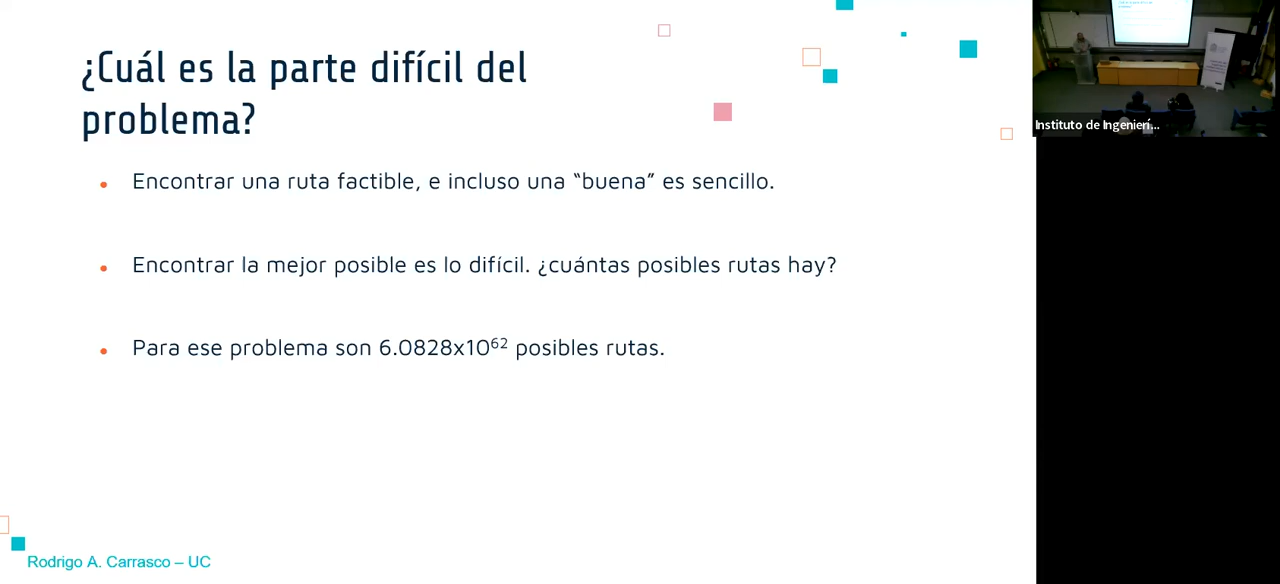 ¿Cuál es la parte difícil del
problema?
Encontrar una ruta factible, e incluso una “buena” es sencillo.
Encontrar la mejor posible es lo difícil. ¿cuántas posibles rutas hay?
Para ese problema son 6.0828x10⁶² posibles rutas.
Rodrigo A. Carrasco – UC
Instituto de Ingenierí...